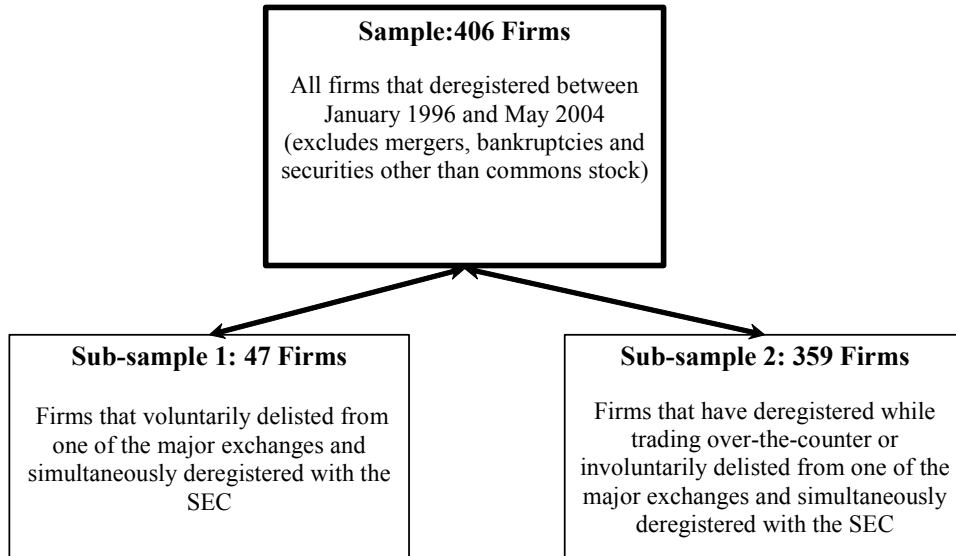 Sample:406 Firms
All firms that deregistered between
January 1996 and May 2004
(excludes mergers, bankruptcies and
securities other than commons stock)
Sub-sample 1: 47 Firms
Firms that voluntarily delisted from
one of the major exchanges and
simultaneously deregistered with the
SEC
Sub-sample 2: 359 Firms
Firms that have deregistered while
trading over-the-counter or
involuntarily delisted from one of the
major exchanges and simultaneously
deregistered with the SEC